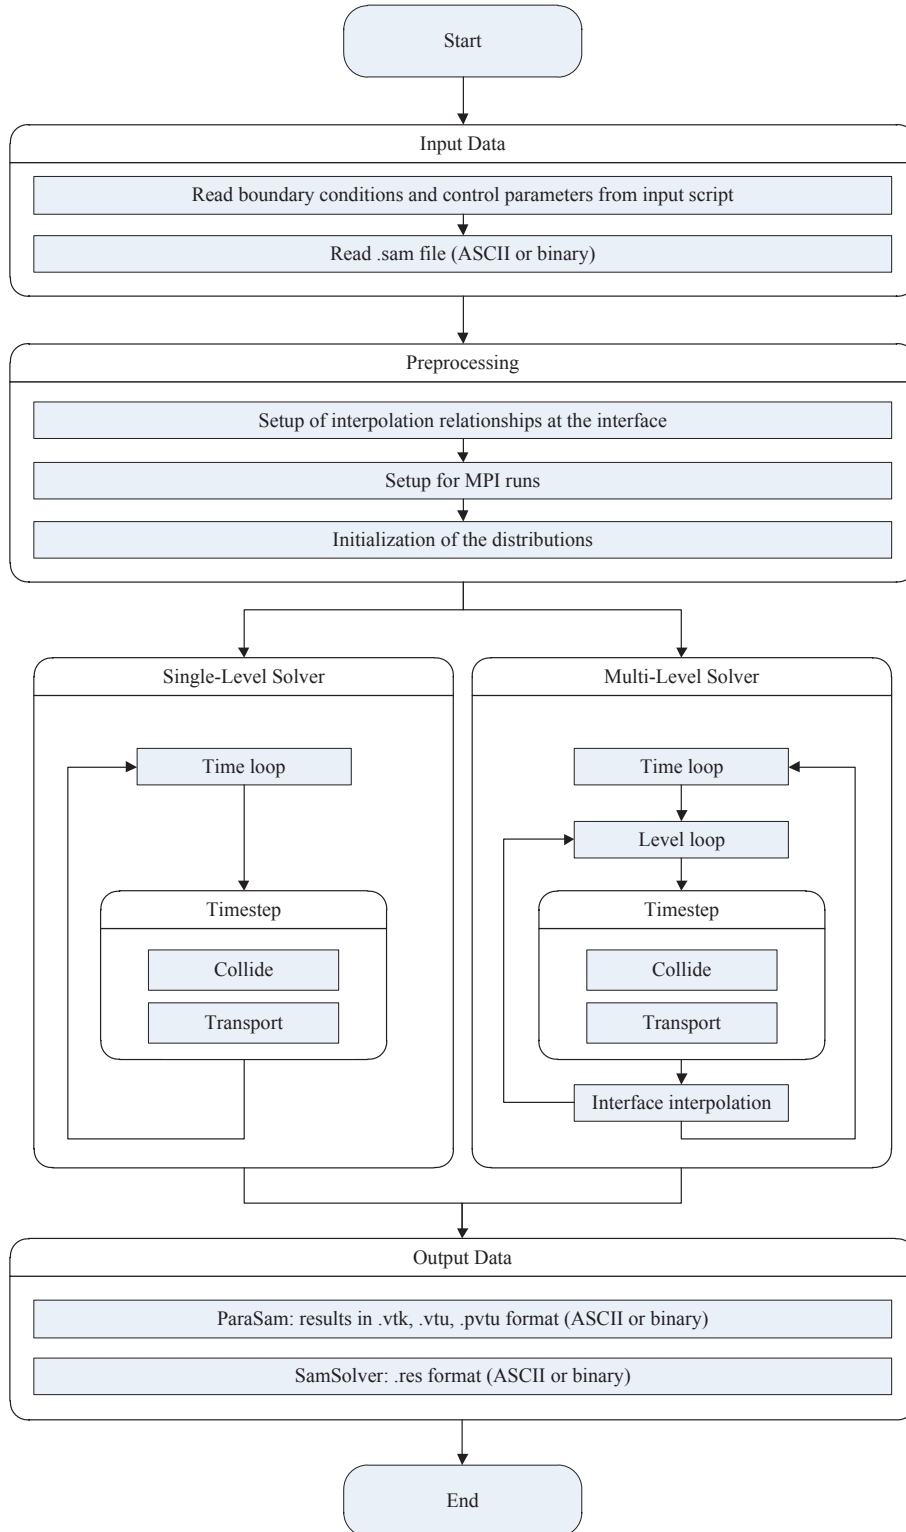 Start
Input Data
Read boundary conditions and control parameters from input script
Read .sam file (ASCII or binary)
Preprocessing
Setup of interpolation relationships at the interface
Setup for MPI runs
Initialization of the distributions
Single-Level Solver
Time loop
Timestep
Collide
Transport
Multi-Level Solver
Time loop
Level loop
Timestep
Collide
Transport
Interface interpolation
Output Data
ParaSam: results in .vtk, .vtu, .pvtu format (ASCII or binary)
SamSolver: .res format (ASCII or binary)
End